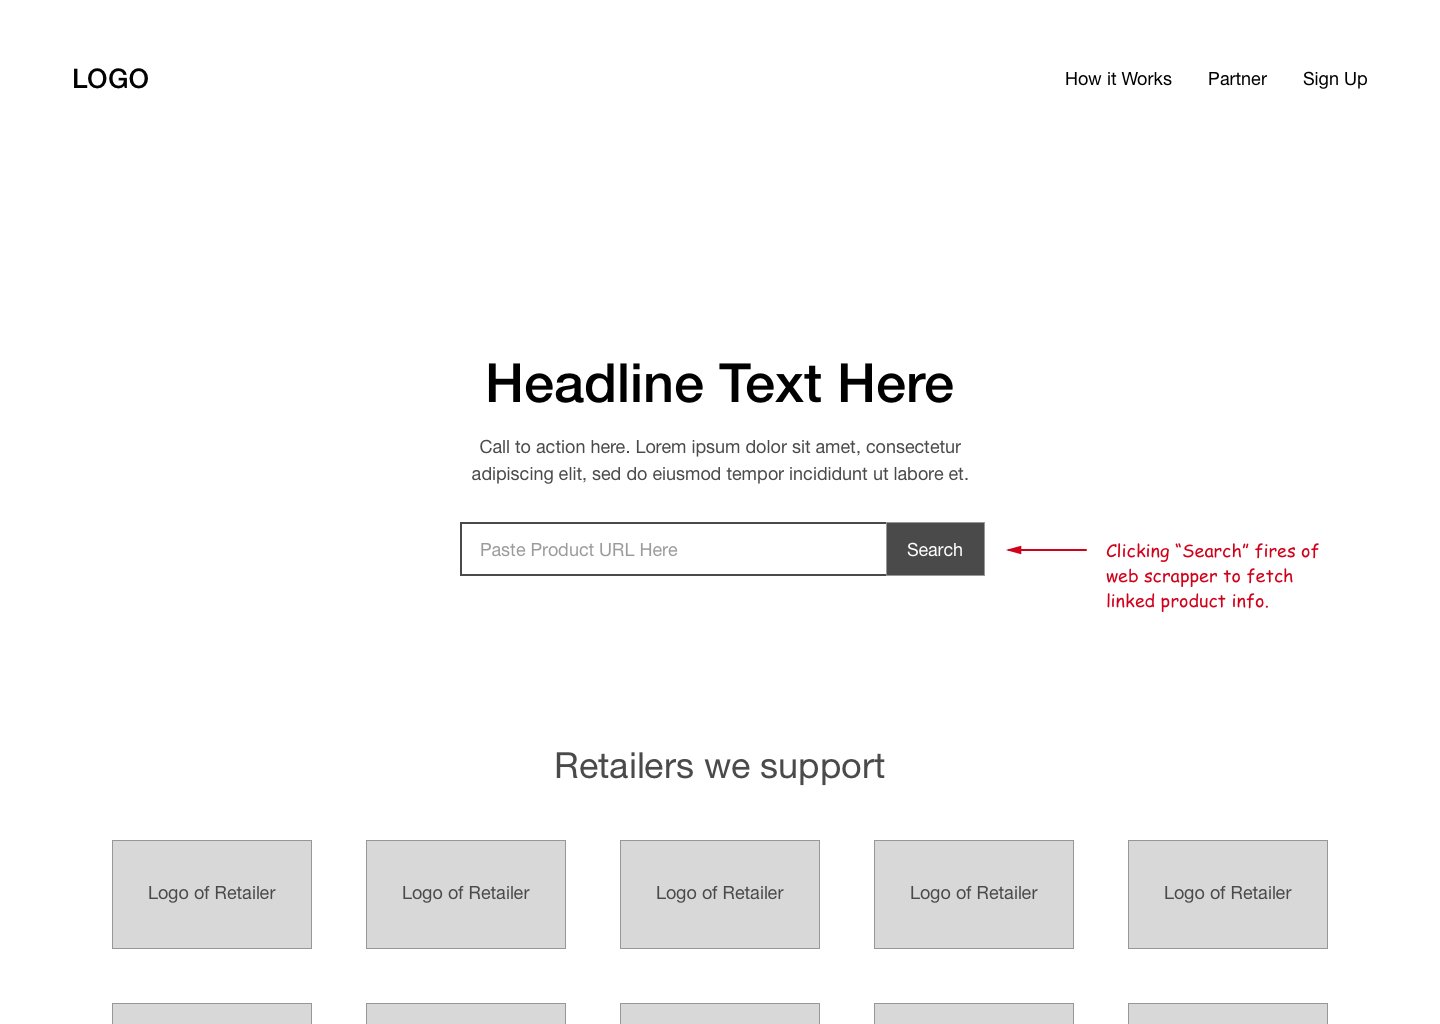 LOGO
How it Works
Partner
Sign Up
Headline Text Here
Call to action here. Lorem ipsum dolor sit amet, consectetur
adipiscing elit, sed do eiusmod tempor incididunt ut labore et.
Paste Product URL Here
Search
Clicking “Search” fires of
web scrapper to fetch
linked product info.
Retailers we support
Logo of Retailer
Logo of Retailer
Logo of Retailer
Logo of Retailer
Logo of Retailer